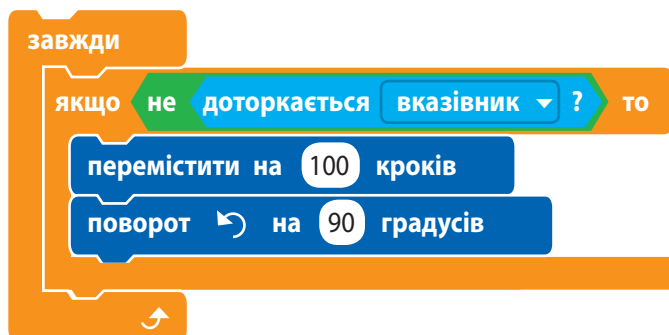 завжди
якщо не доторкається вказівник ? то
перемістити на 100 кроків
поворот на 90 градусів